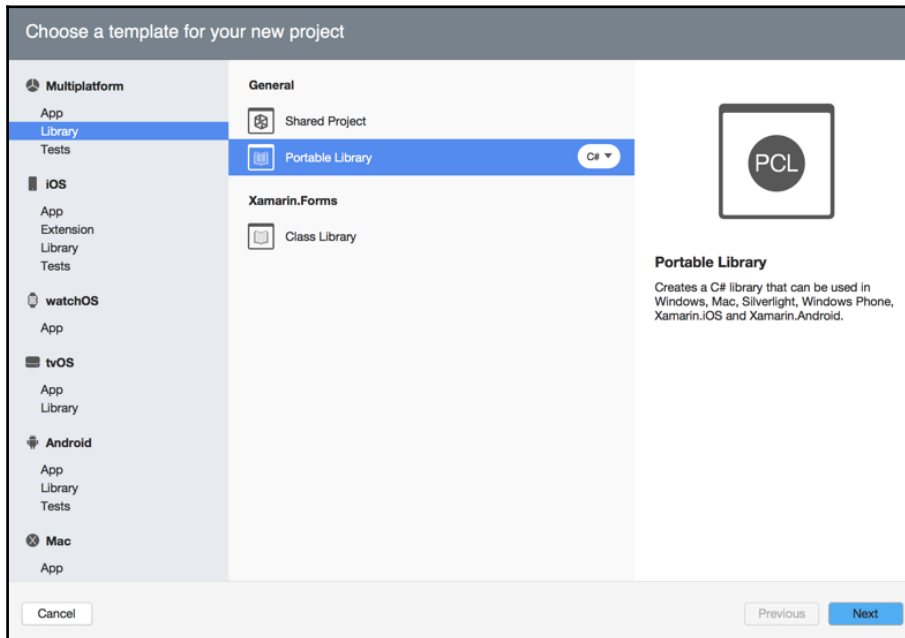 Choose a template for your new project
Multiplatform
App
Library
Tests
iOS
App
Extension
Library
Tests
watchOS
App
tvOS
App
Library
Android
App
Library
Tests
Mac
App
General
Shared Project
Portable Library
C#
Xamarin.Forms
Class Library
PCL
Portable Library
Creates a C# library that can be used in
Windows, Mac, Silverlight, Windows Phone,
Xamarin.iOS and Xamarin.Android.
Cancel
Previous
Next